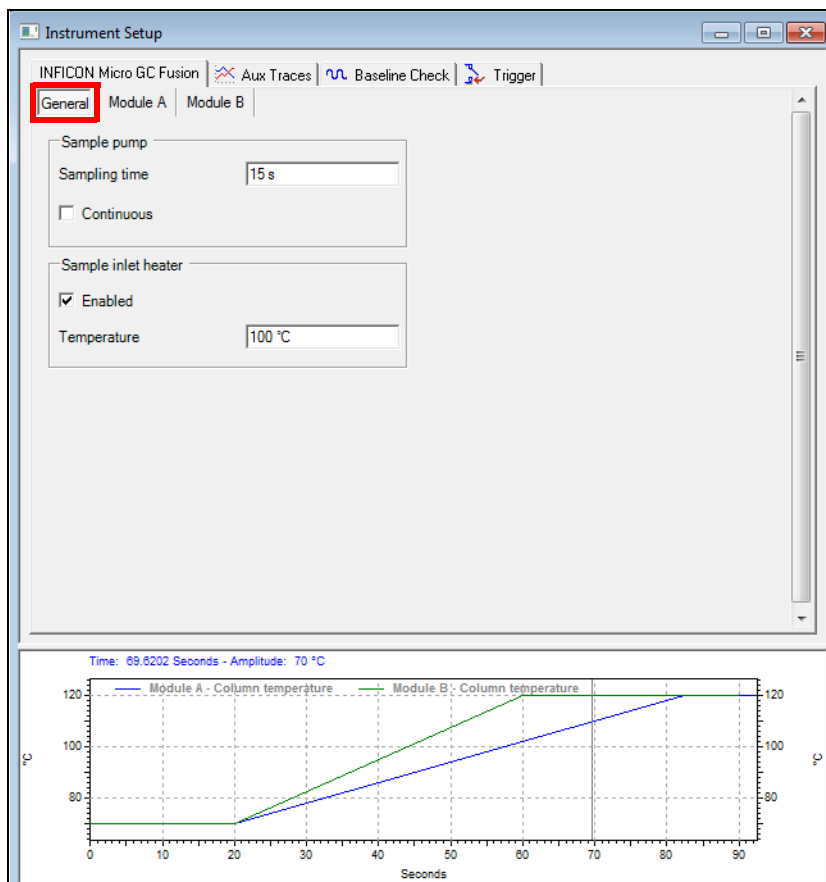 Instrument Setup
INFICON Micro GC Fusion Aux Traces Baseline Check Trigger
General Module A Module B
Sample pump
Sampling time 15 s
Continuous
Sample inlet heater
Enabled
Temperature 100 °C
Time: 69.6202 Seconds - Amplitude: 70 °C
Module A - Column temperature Module B - Column temperature
120 120
100 100
°C °C
80 80
0 10 20 30 40 50 60 70 80 90
Seconds